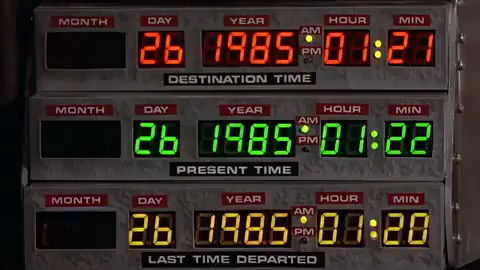 MONTH DAY YEAR AM PM HOUR MIN
26 1985 01:21
DESTINATION TIME
MONTH DAY YEAR AM PM HOUR MIN
26 1985 01:22
PRESENT TIME
MONTH DAY YEAR AM PM HOUR MIN
26 1985 01:20
LAST TIME DEPARTED